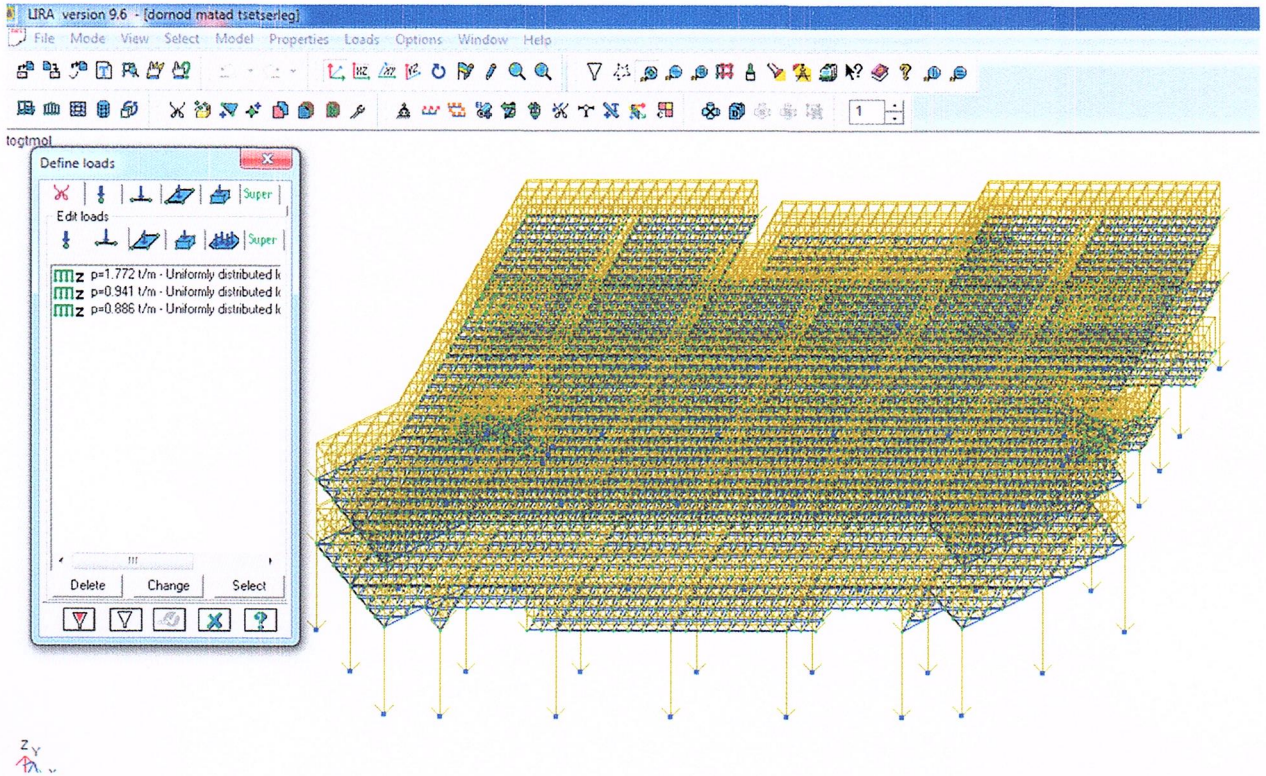 LIRA version 9.6 - [dornod matad tsetserleg]
File Mode View Select Model Properties Loads Options Window Help
1
togtmol
Define loads
Super
Edit loads
Super
z p=1.772 t/m - Uniformly distributed k
z p=0.941 t/m - Uniformly distributed k
z p=0.886 t/m - Uniformly distributed k
Delete Change Select
Z
Y